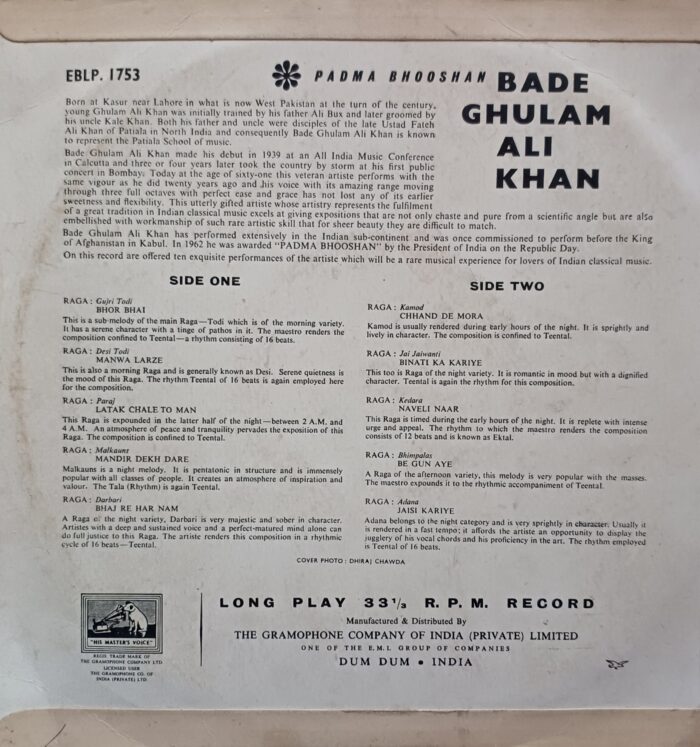 EBLP. 1753
PADMA BHOOSHAN BADE
GHULAM
ALI
KHAN
Born at Kasur near Lahore in what is now West Pakistan at the turn of the century,
young Ghulam Ali Khan was initially trained by his father Ali Bux and later groomed by
his uncle Kale Khan. Both his father and uncle were disciples of the late Ustad Fateh
Ali Khan of Patiala in North India and consequently Bade Ghulam Ali Khan is known
to represent the Patiala School of music.
Bade Ghulam Ali Khan made his debut in 1939 at an All India Music Conference
in Calcutta and three or four years later took the country by storm at his first public
concert in Bombay. Today at the age of sixty-one this veteran artiste performs with the
same vigour as he did twenty years ago and his voice with its amazing range moving
through three full octaves with perfect ease and grace has not lost any of its earlier
sweetness and flexibility. This utterly gifted artiste whose artistry represents the fulfilment
of a great tradition in Indian classical music excels at giving expositions that are not only chaste and pure from a scientific angle but are also
embellished with workmanship of such rare artistic skill that for sheer beauty they are difficult to match.
Bade Ghulam Ali Khan has performed extensively in the Indian sub-continent and was once commissioned to perform before the King
of Afghanistan in Kabul. In 1962 he was awarded "PADMA BHOOSHAN" by the President of India on the Republic Day.
On this record are offered ten exquisite performances of the artiste which will be a rare musical experience for lovers of Indian classical music.
SIDE ONE
RAGA : Gujri Todi
BHOR BHAI
This is a sub-melody of the main Raga—Todi which is of the morning variety.
It has a serene character with a tinge of pathos in it. The maestro renders the
composition confined to Teental—a rhythm consisting of 16 beats.
RAGA : Desi Todi
MANWA LARZE
This is also a morning Raga and is generally known as Desi. Serene quietness is
the mood of this Raga. The rhythm Teental of 16 beats is again employed here
for the composition.
RAGA : Paraj
LATAK CHALE TO MAN
This Raga is expounded in the latter half of the night—between 2 A.M. and
4 A.M. An atmosphere of peace and tranquility pervades the exposition of this
Raga. The composition is confined to Teental.
RAGA : Malkauns
MANDIR DEKH DARE
Malkauns is a night melody. It is pentatonic in structure and is immensely
popular with all classes of people. It creates an atmosphere of inspiration and
valour. The Tala (Rhythm) is again Teental.
RAGA : Darbari
BHAJ RE HAR NAM
A Raga of the night variety, Darbari is very majestic and sober in character.
Artistes with a deep and sustained voice and a perfect-matured mind alone can
do full justice to this Raga. The artiste renders this composition in a rhythmic
cycle of 16 beats—Teental.
SIDE TWO
RAGA : Kamod
CHHAND DE MORA
Kamod is usually rendered during early hours of the night. It is sprightly and
lively in character. The composition is confined to Teental.
RAGA : Jai Jaiwanti
BINATI KA KARIYE
This too is Raga of the night variety. It is romantic in mood but with a dignified
character. Teental is again the rhythm for this composition.
RAGA : Kedara
NAVELI NAAR
This Raga is timed during the early hours of the night. It is replete with intense
urge and appeal. The rhythm to which the maestro renders the composition
consists of 12 beats and is known as Ektal.
RAGA : Bhimpalas
BE GUN AYE
A Raga of the afternoon variety, this melody is very popular with the masses.
The maestro expounds it to the rhythmic accompaniment of Teental.
RAGA : Adana
JAISI KARIYE
Adana belongs to the night category and is very sprightly in character. Usually it
is rendered in a fast tempo; it affords the artiste an opportunity to display the
jugglery of his vocal chords and his proficiency in the art. The rhythm employed
is Teental of 16 beats.
COVER PHOTO : DHIRAJ CHAWDA
"HIS MASTER'S VOICE"
REGD. TRADE MARK OF
THE GRAMOPHONE COMPANY LTD.
LICENSED USER
THE GRAMOPHONE CO. OF
INDIA (PRIVATE) LTD.
LONG PLAY 33 1/3 R. P. M. RECORD
Manufactured & Distributed By
THE GRAMOPHONE COMPANY OF INDIA (PRIVATE) LIMITED
ONE OF THE E.M.I. GROUP OF COMPANIES
DUM DUM • INDIA